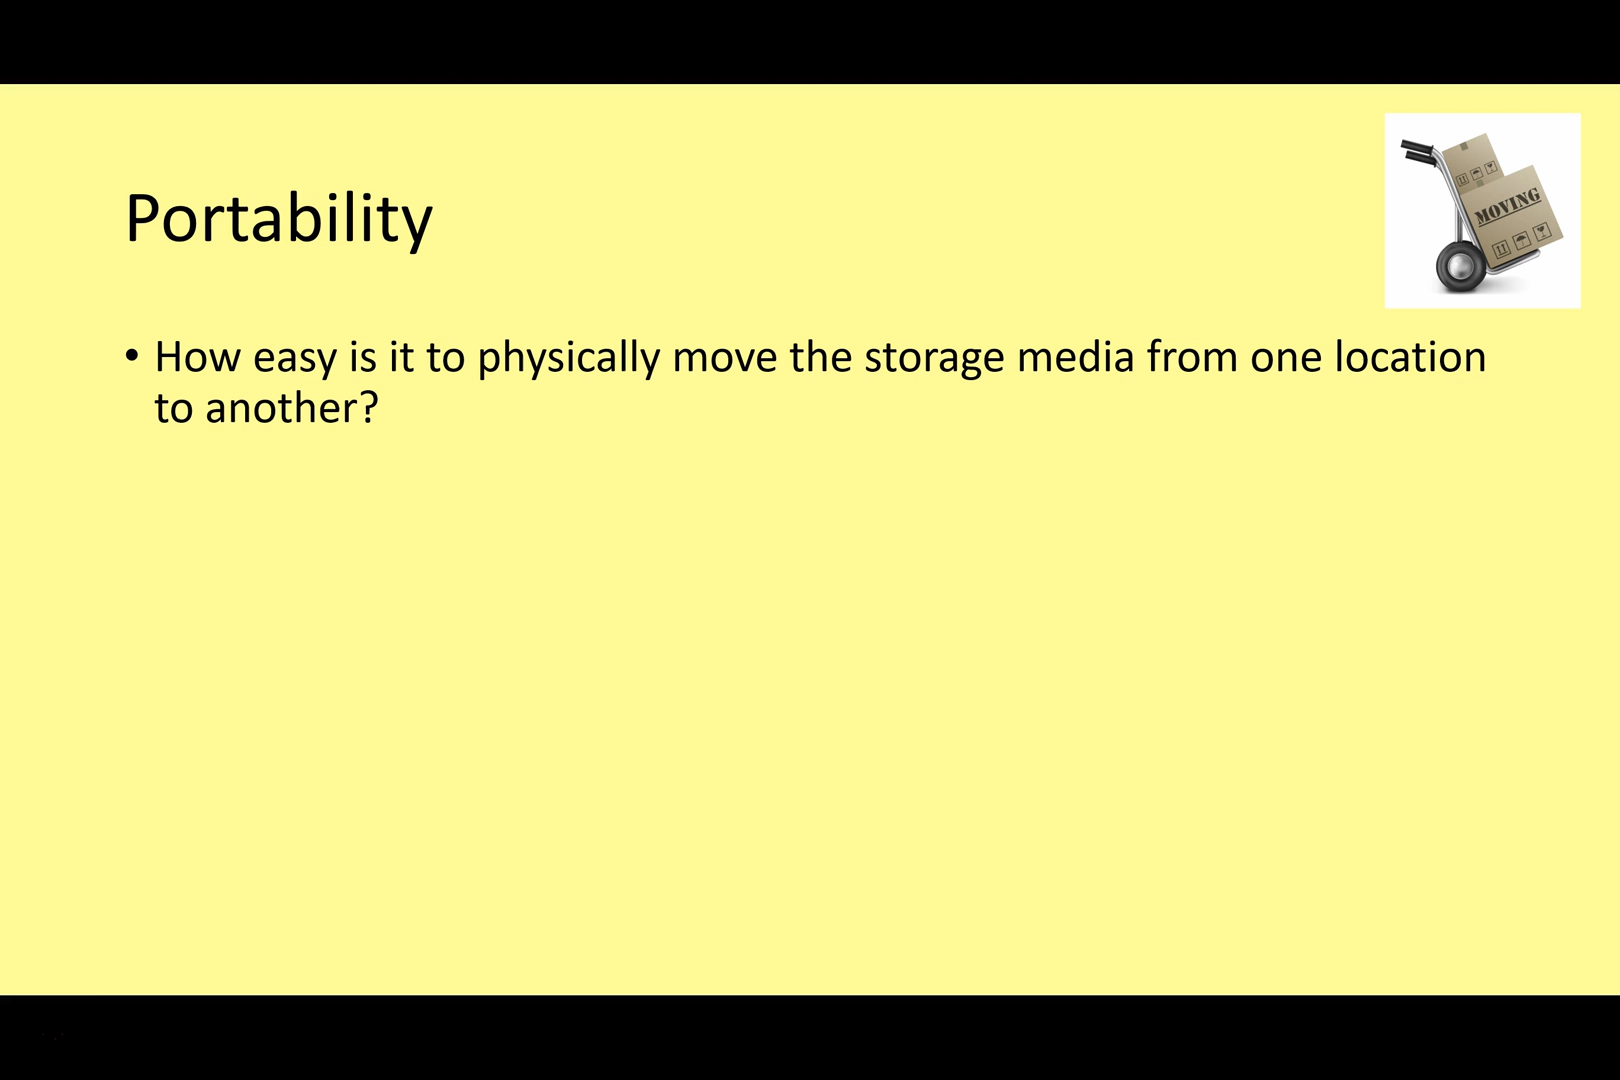 Portability
MOVING
• How easy is it to physically move the storage media from one location
to another?